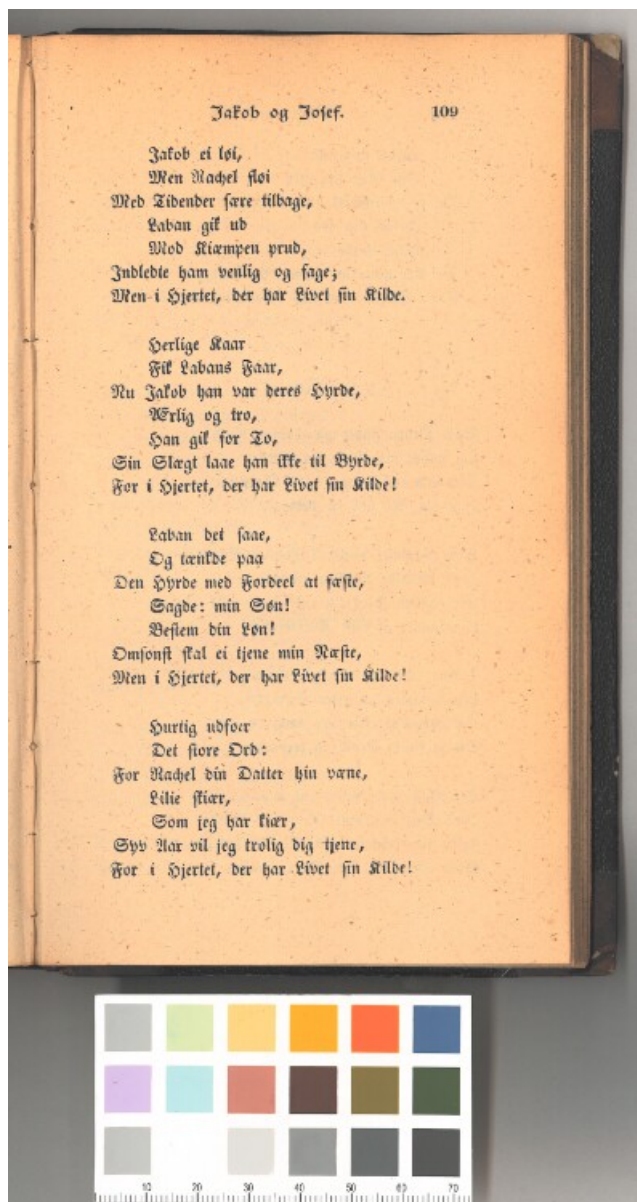 Jakob og Josef. 109
Jakob ei løi,
Men Rachel fløi
Med Tidender sære tilbage,
Laban gik ud
Mod Kiæmpen prud,
Indledte ham venlig og fage;
Men i Hjertet, der har Livet sin Kilde.
Herlige Kaar
Fik Labans Faar,
Nu Jakob han var deres Hyrde,
Ærlig og tro,
Han gik for To,
Sin Slægt laae han ikke til Byrde,
For i Hjertet, der har Livet sin Kilde!
Laban det saae,
Og tænkde paa
Den Hyrde med Fordeel at fæste,
Sagde: min Søn!
Bestem din Løn!
Omsonst skal ei tjene min Næste,
Men i Hjertet, der har Livet sin Kilde!
Hurtig udfoer
Det store Ord:
For Rachel din Datter hin væne,
Lilie skiær,
Som jeg har kiær,
Syv Aar vil jeg trolig dig tjene,
For i Hjertet, der har Livet sin Kilde!
10 20 30 40 50 60 70